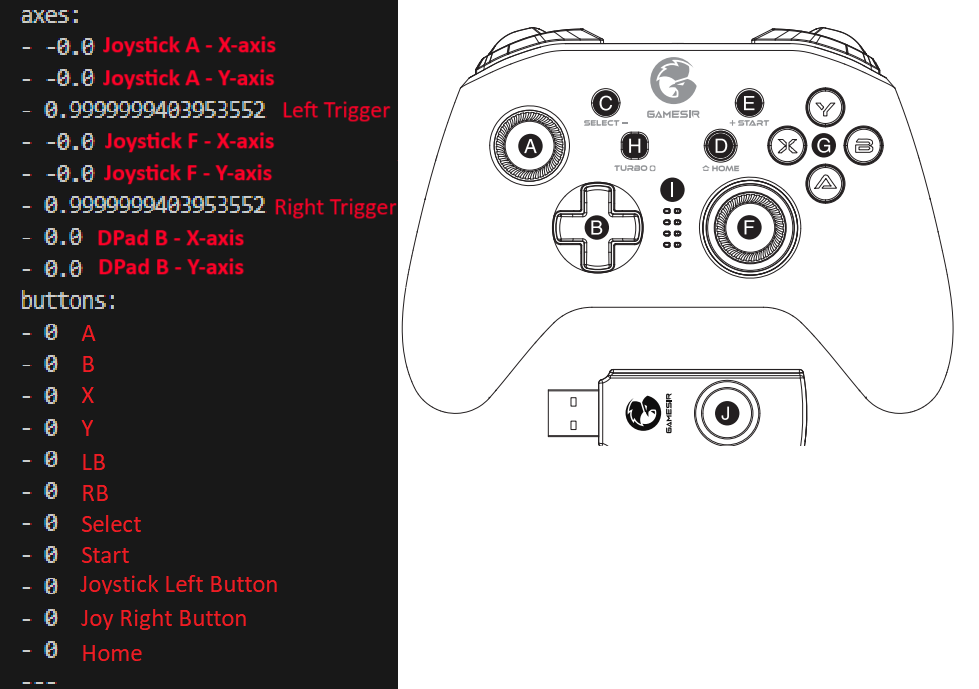 axes:
- -0.0 Joystick A - X-axis
- -0.0 Joystick A - Y-axis
- 0.9999999403953552 Left Trigger
- -0.0 Joystick F - X-axis
- -0.0 Joystick F - Y-axis
- 0.9999999403953552 Right Trigger
- 0.0 DPad B - X-axis
- 0.0 DPad B - Y-axis
buttons:
- 0 A
- 0 B
- 0 X
- 0 Y
- 0 LB
- 0 RB
- 0 Select
- 0 Start
- 0 Joystick Left Button
- 0 Joy Right Button
- 0 Home
---
C
SELECT -
GAMESIR
E
+ START
Y
A
H
TURBO
D
HOME
X
G
B
A
I
B
F
GAMESIR
J